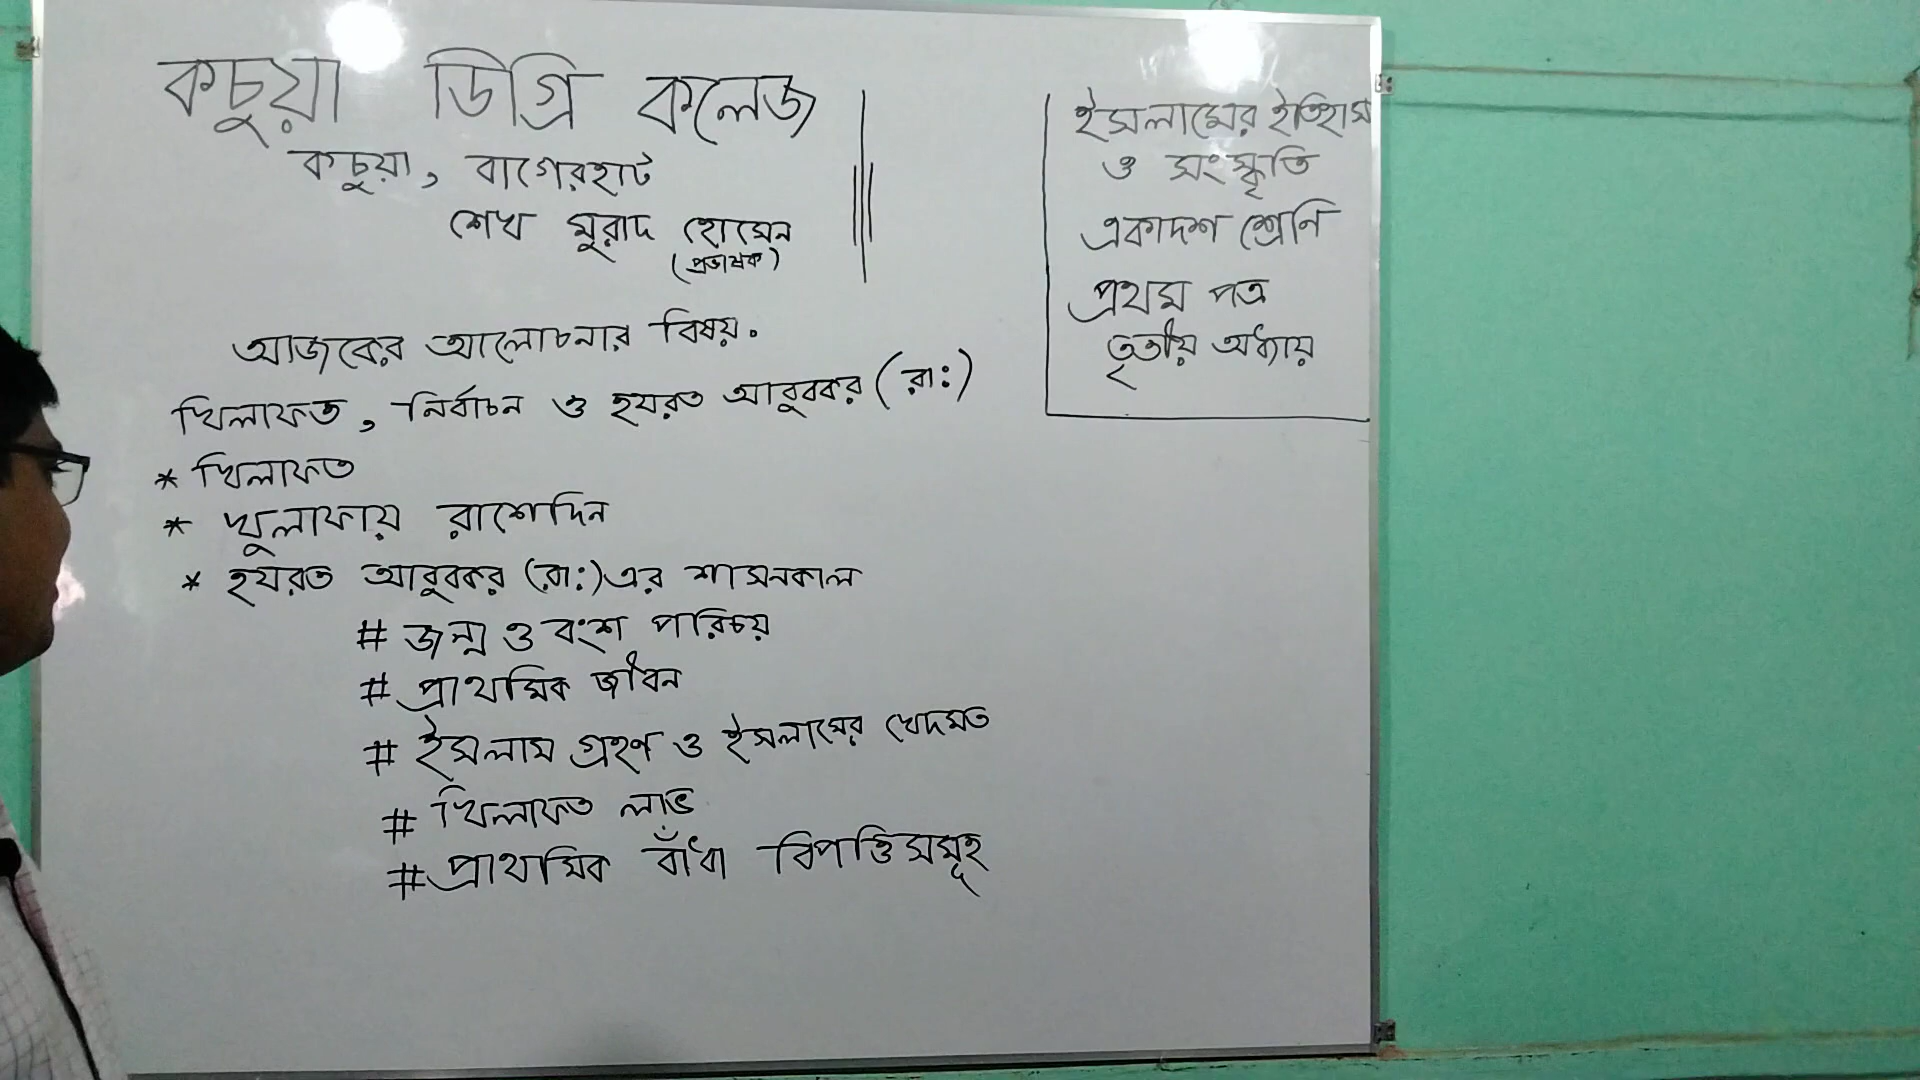 কচুয়া ডিগ্রি কলেজ
কচুয়া, বাগেরহাট
শেখ মুরাদ হোসেন
(প্রভাষক)
ইসলামের ইতিহাস
ও সংস্কৃতি
একাদশ শ্রেণি
প্রথম পত্র
তৃতীয় অধ্যায়
আজকের আলোচনার বিষয়.
খিলাফত, নির্বাচন ও হযরত আবুবকর (রা:)
* খিলাফত
* খুলাফায় রাশেদিন
* হযরত আবুবকর (রা:) এর শাসনকাল
# জন্ম ও বংশ পরিচয়
# প্রাথমিক জীবন
# ইসলাম গ্রহণ ও ইসলামের খেদমত
# খিলাফত লাভ
# প্রাথমিক বাঁধা বিপত্তিসমূহ